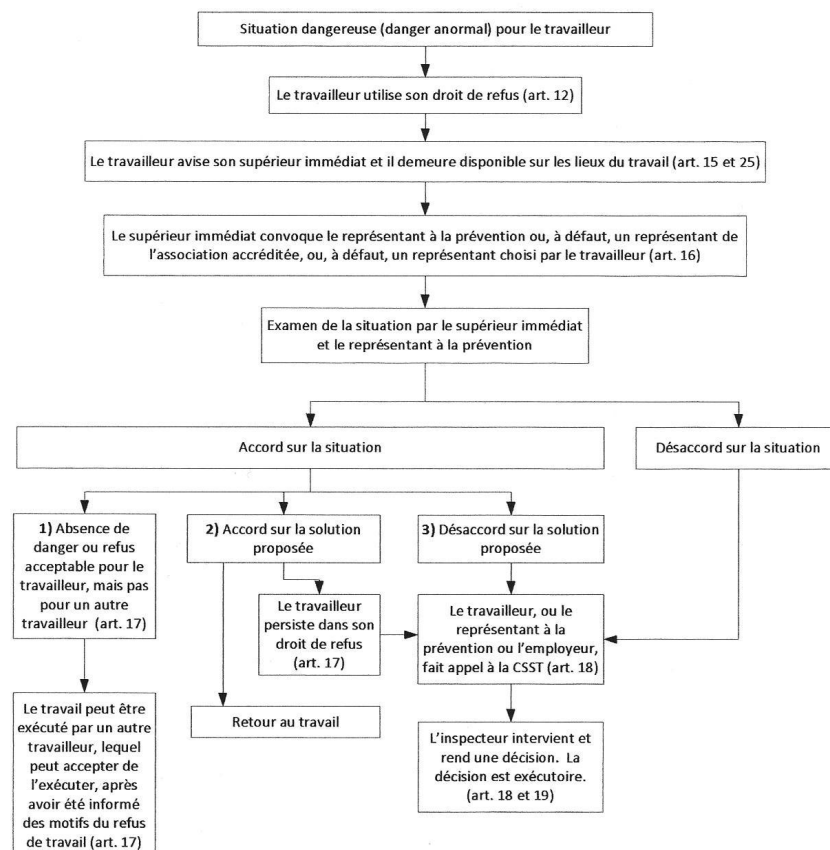 Situation dangereuse (danger anormal) pour le travailleur
Le travailleur utilise son droit de refus (art. 12)
Le travailleur avise son supérieur immédiat et il demeure disponible sur les lieux du travail (art. 15 et 25)
Le supérieur immédiat convoque le représentant à la prévention ou, à défaut, un représentant de
l'association accréditée, ou, à défaut, un représentant choisi par le travailleur (art. 16)
Examen de la situation par le supérieur immédiat
et le représentant à la prévention
Accord sur la situation
Désaccord sur la situation
1) Absence de
danger ou refus
acceptable pour le
travailleur, mais pas
pour un autre
travailleur (art. 17)
2) Accord sur la solution
proposée
3) Désaccord sur la solution
proposée
Le travailleur
persiste dans son
droit de refus
(art. 17)
Le travailleur, ou le
représentant à la
prévention ou l'employeur,
fait appel à la CSST (art. 18)
Le travail peut être
exécuté par un autre
travailleur, lequel
peut accepter de
l'exécuter, après
avoir été informé
des motifs du refus
de travail (art. 17)
Retour au travail
L'inspecteur intervient et
rend une décision. La
décision est exécutoire.
(art. 18 et 19)